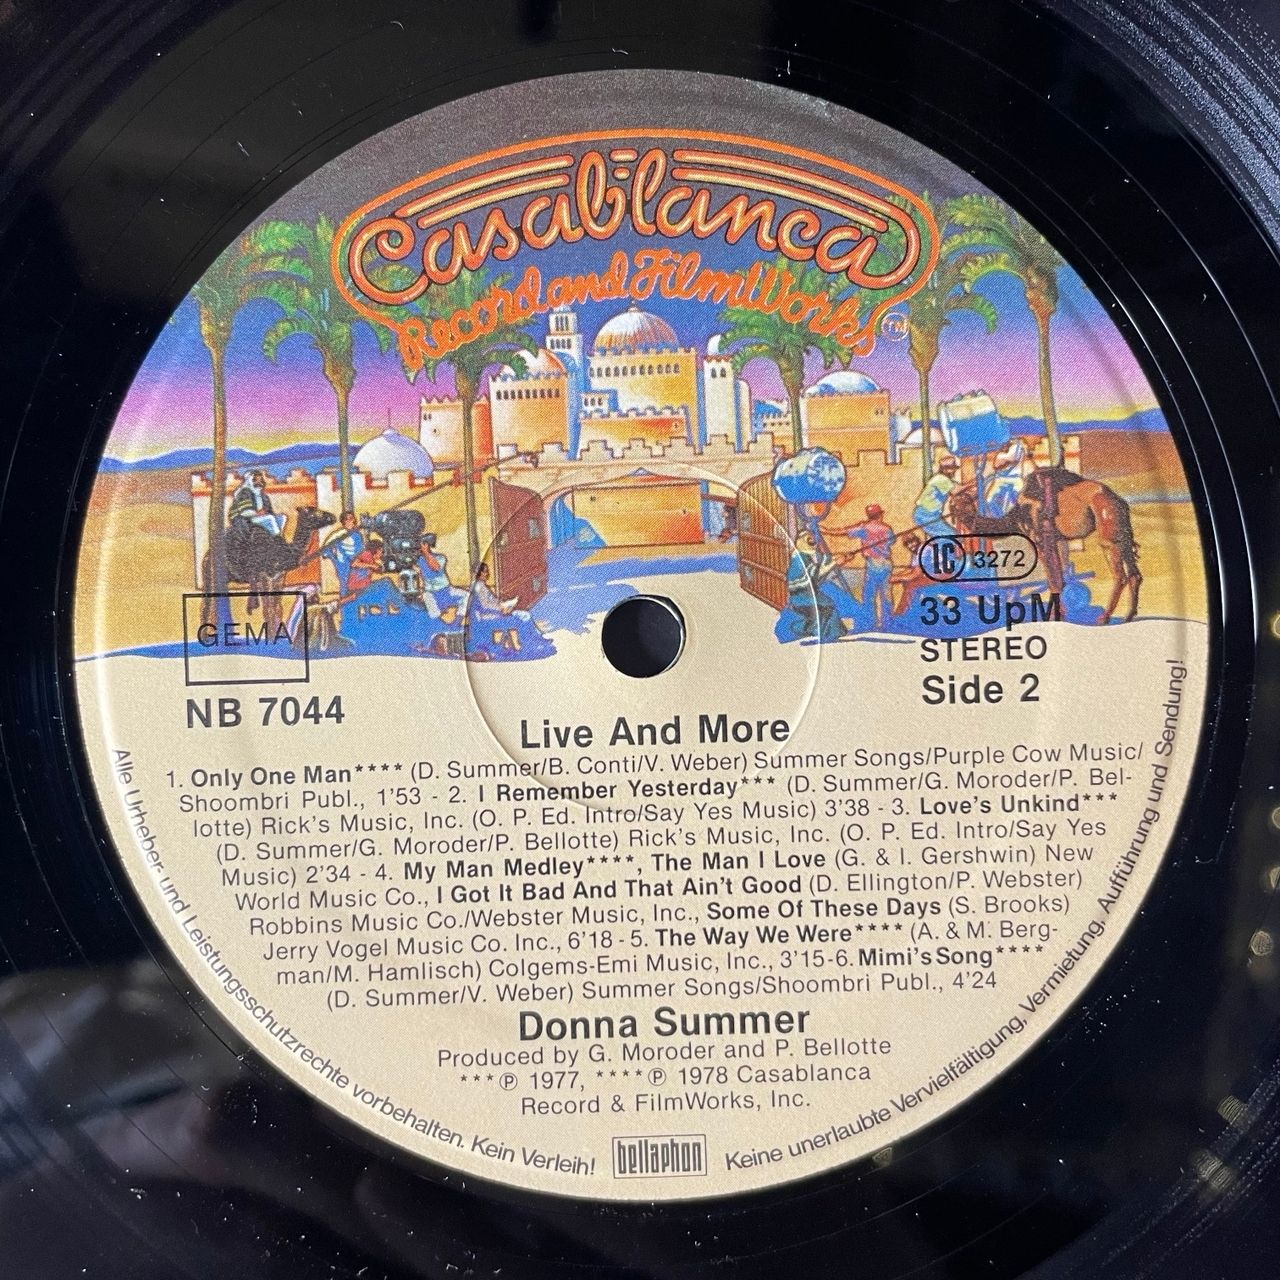 Casablanca
Record and FilmWorks TM
LC 3272
GEMA
33 UpM
STEREO
NB 7044
Side 2
Live And More
1. Only One Man**** (D. Summer/B. Conti/V. Weber) Summer Songs/Purple Cow Music/
Shoombri Publ., 1'53 - 2. I Remember Yesterday*** (D. Summer/G. Moroder/P. Bel-
lotte) Rick's Music, Inc. (O. P. Ed. Intro/Say Yes Music) 3'38 - 3. Love's Unkind***
(D. Summer/G. Moroder/P. Bellotte) Rick's Music, Inc. (O. P. Ed. Intro/Say Yes
Music) 2'34 - 4. My Man Medley****, The Man I Love (G. & I. Gershwin) New
World Music Co., I Got It Bad And That Ain't Good (D. Ellington/P. Webster)
Robbins Music Co./Webster Music, Inc., Some Of These Days (S. Brooks)
Jerry Vogel Music Co. Inc., 6'18 - 5. The Way We Were**** (A. & M. Berg-
man/M. Hamlisch) Colgems-Emi Music, Inc., 3'15 - 6. Mimi's Song****
(D. Summer/V. Weber) Summer Songs/Shoombri Publ., 4'24
Donna Summer
Produced by G. Moroder and P. Bellotte
***℗ 1977, ****℗ 1978 Casablanca
Record & FilmWorks, Inc.
Alle Urheber- und Leistungsschutzrechte vorbehalten. Kein Verleih!
bellaphon
Keine unerlaubte Vervielfältigung, Vermietung, Aufführung und Sendung!